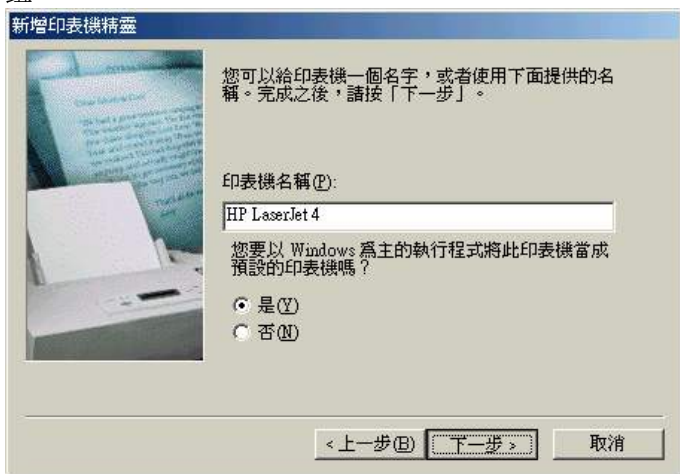 新增印表機精靈
您可以給印表機一個名字，或者使用下面提供的名
稱。完成之後，請按「下一步」。
印表機名稱(P):
HP LaserJet 4
您要以 Windows 爲主的執行程式將此印表機當成
預設的印表機嗎？
是(Y)
否(N)
<上一步(B)
下一步>
取消